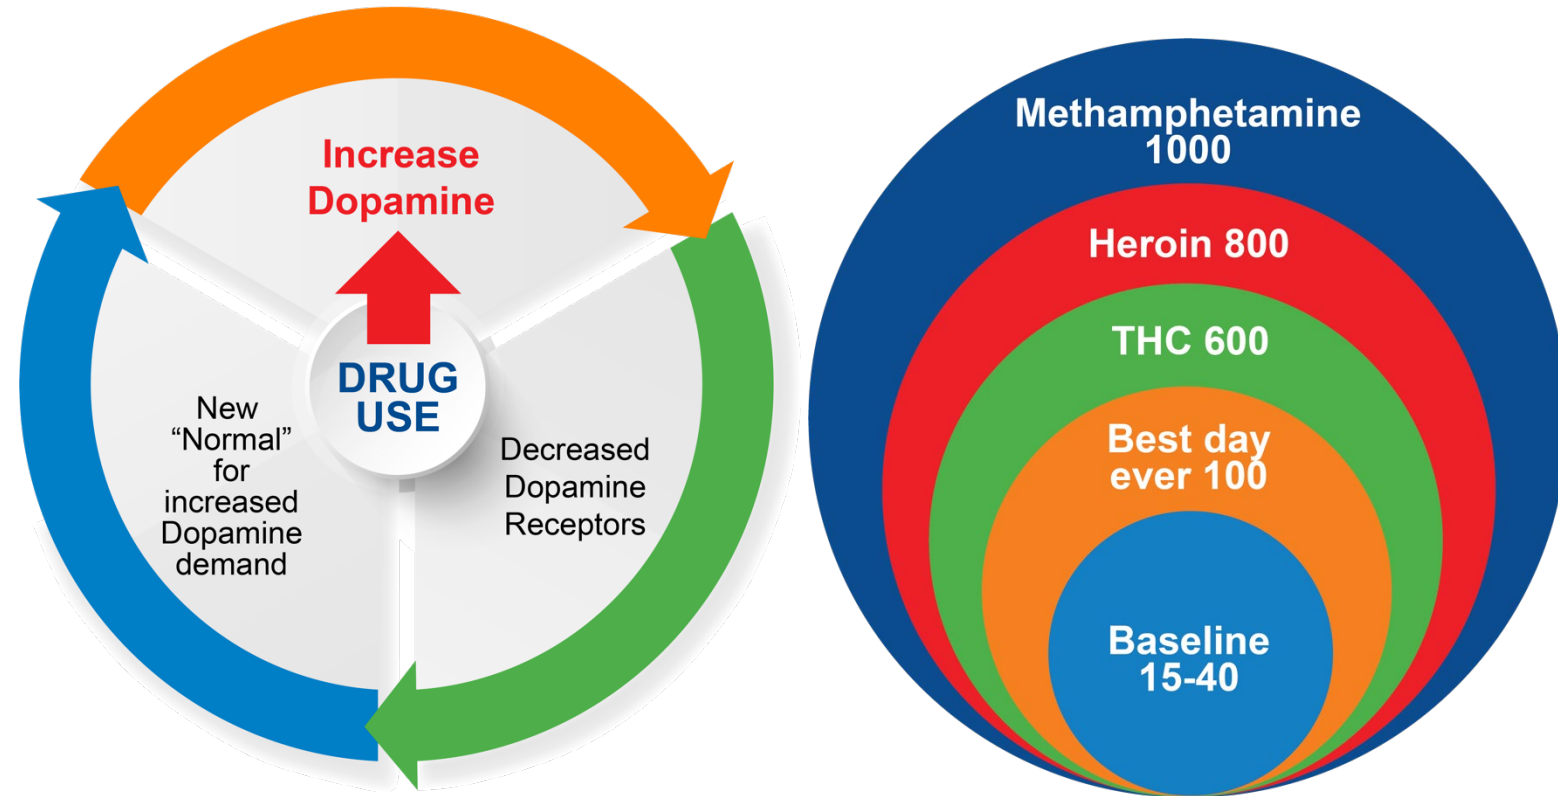 Increase
Dopamine
DRUG
USE
New
“Normal”
for
increased
Dopamine
demand
Decreased
Dopamine
Receptors
Methamphetamine
1000
Heroin 800
THC 600
Best day
ever 100
Baseline
15-40